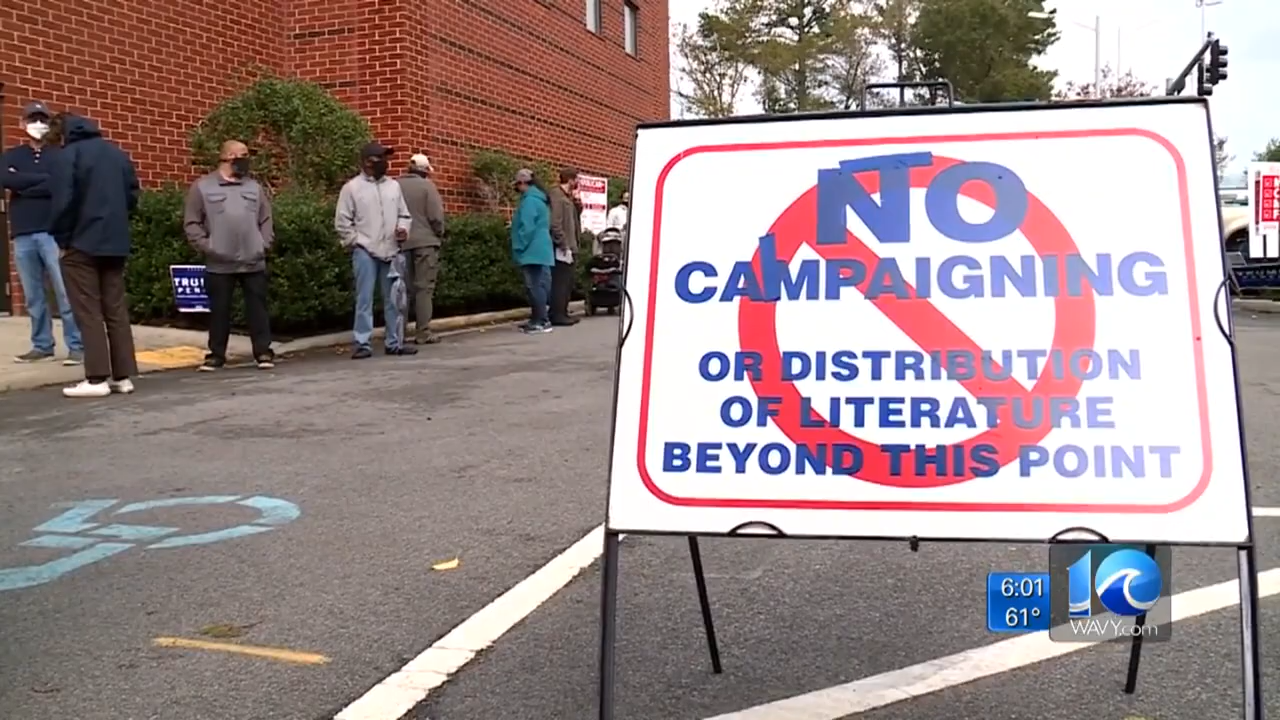 NO
CAMPAIGNING
OR DISTRIBUTION
OF LITERATURE
BEYOND THIS POINT
6:01
61°
10
WAVY.com